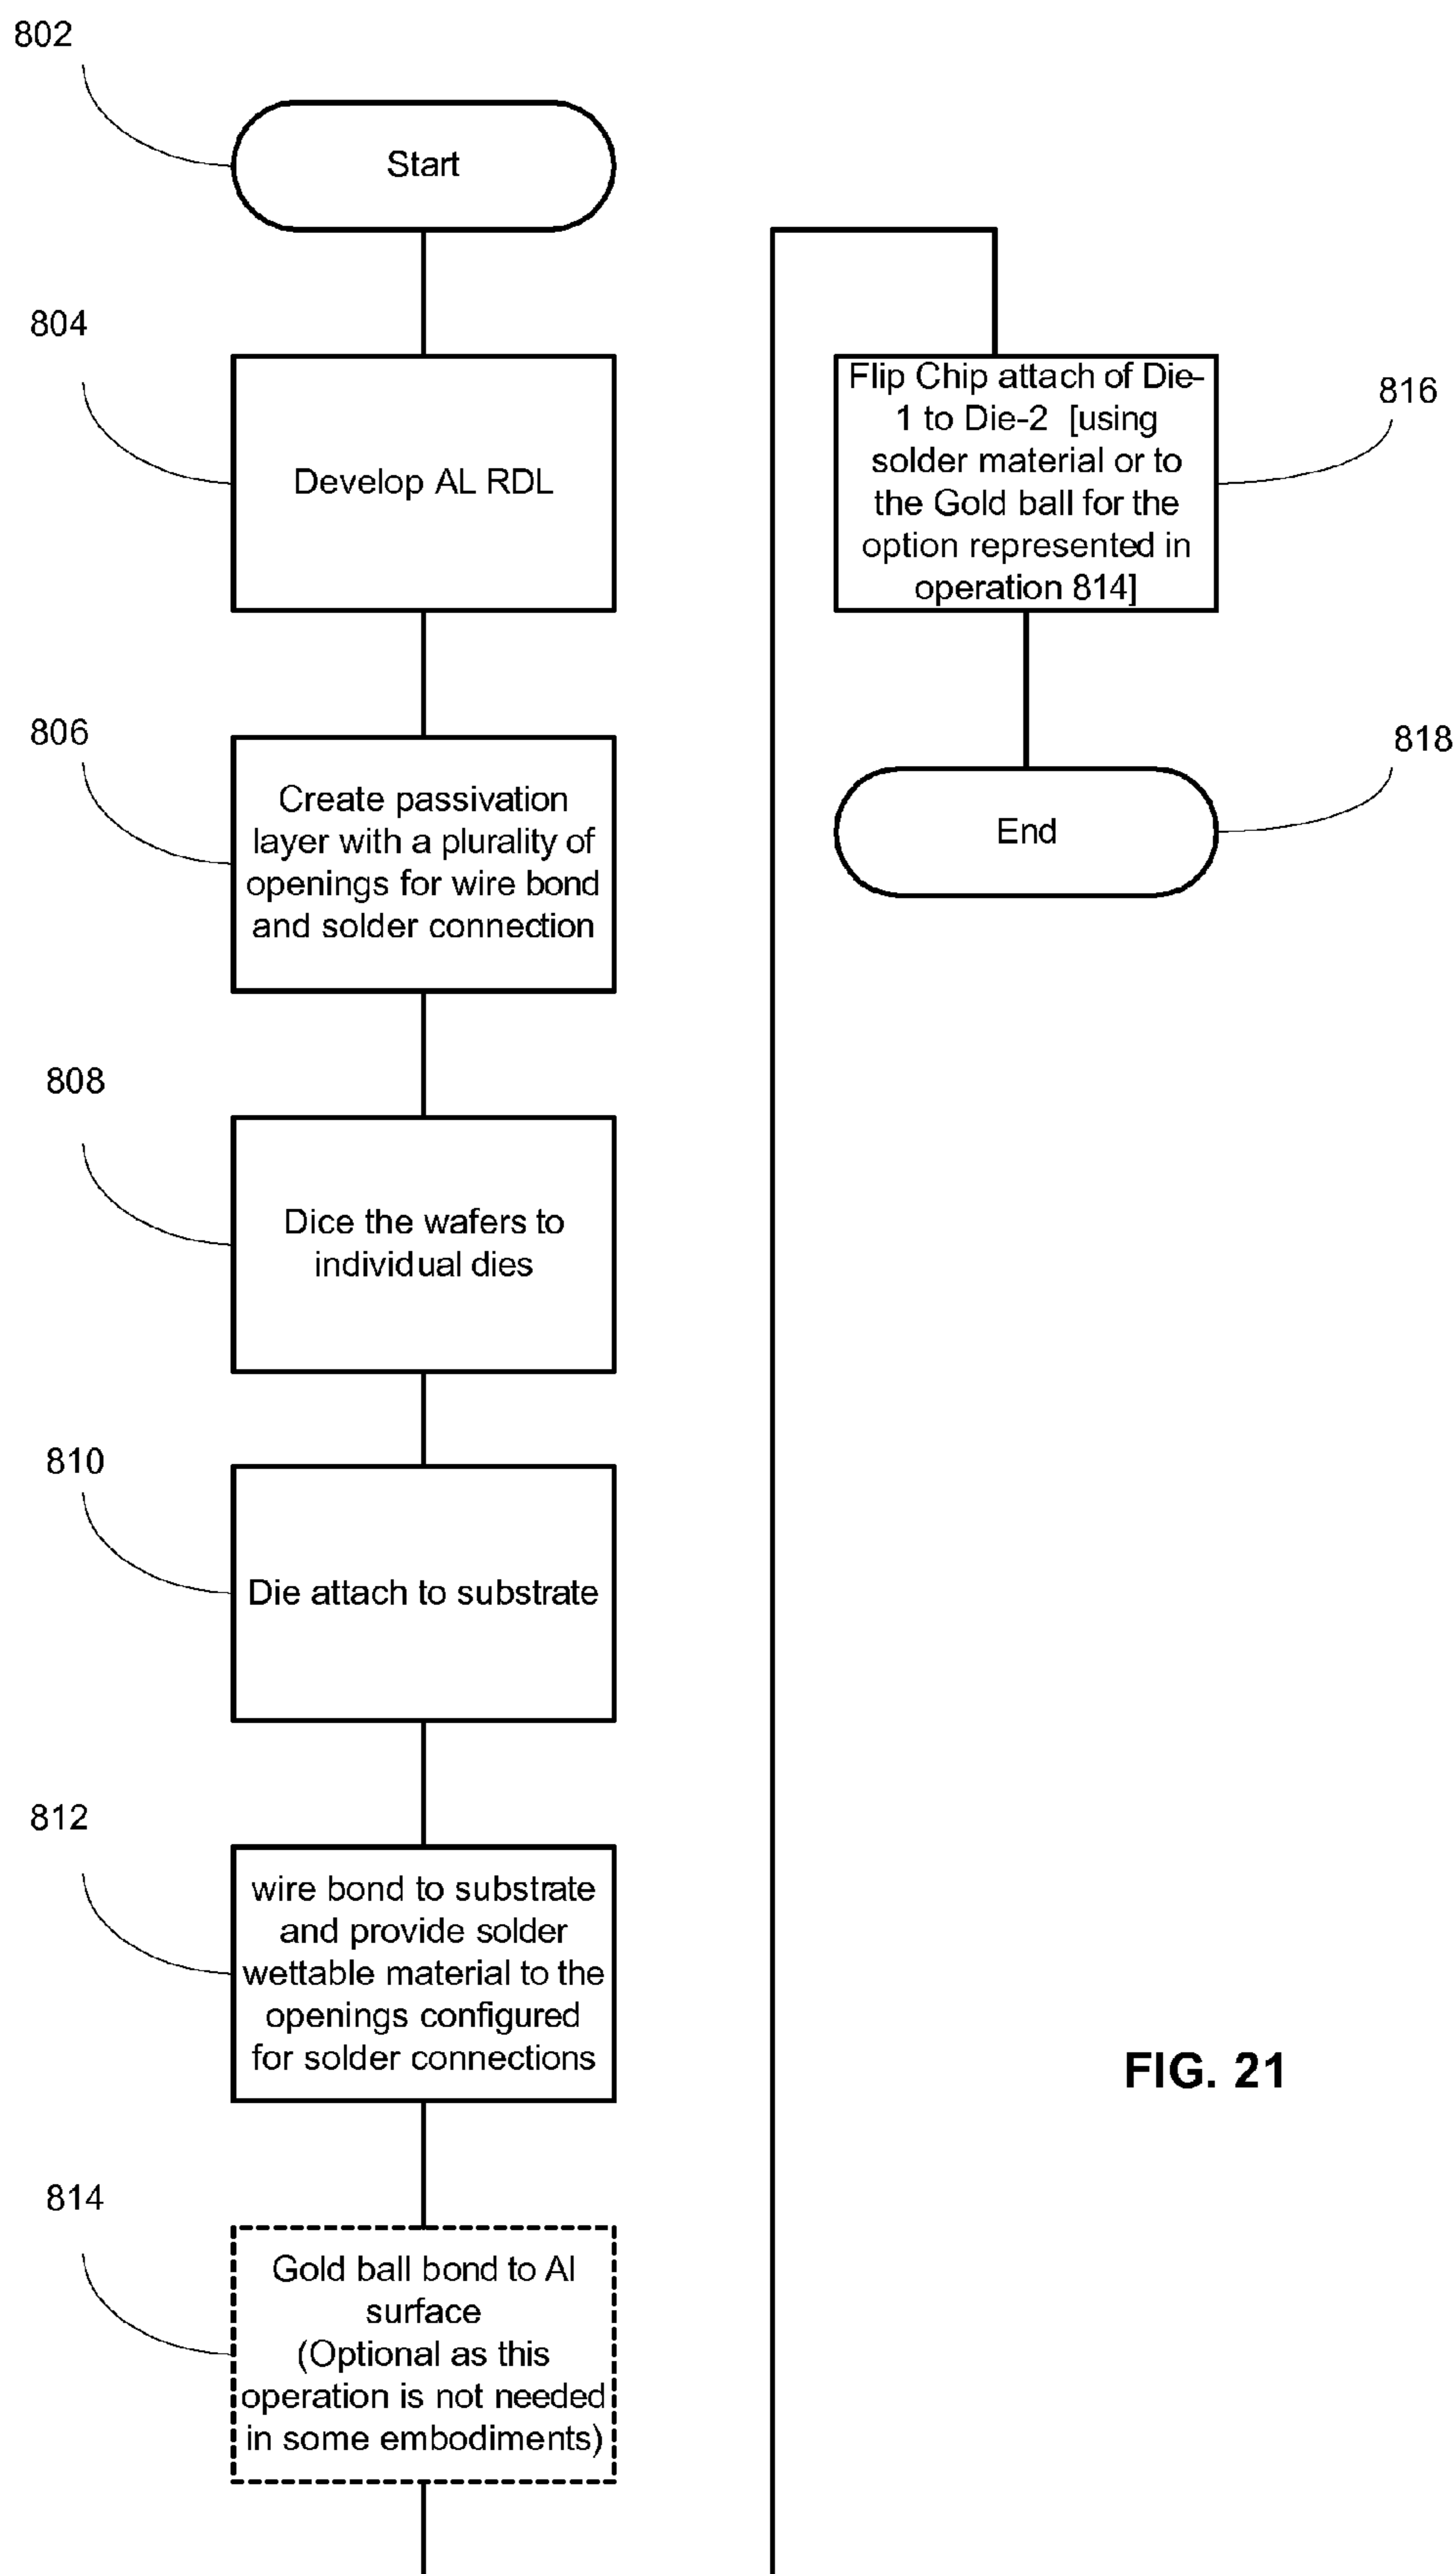 802
Start
804
Develop AL RDL
806
Create passivation
layer with a plurality of
openings for wire bond
and solder connection
808
Dice the wafers to
individual dies
810
Die attach to substrate
812
wire bond to substrate
and provide solder
wettable material to the
openings configured
for solder connections
814
Gold ball bond to Al
surface
(Optional as this
operation is not needed
in some embodiments)
Flip Chip attach of Die-
1 to Die-2 [using
solder material or to
the Gold ball for the
option represented in
operation 814]
816
End
818
FIG. 21